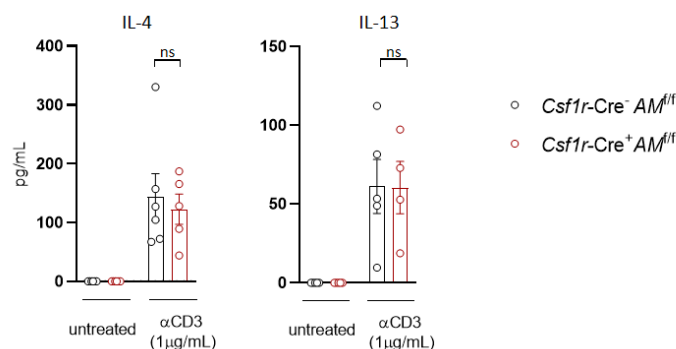 IL-4
IL-13
400
300
200
100
0
pg/mL
ns
untreated
αCD3
(1µg/mL)
150
100
50
0
ns
untreated
αCD3
(1µg/mL)
Csf1r-Cre⁻ AMᶠ/ᶠ
Csf1r-Cre⁺ AMᶠ/ᶠ